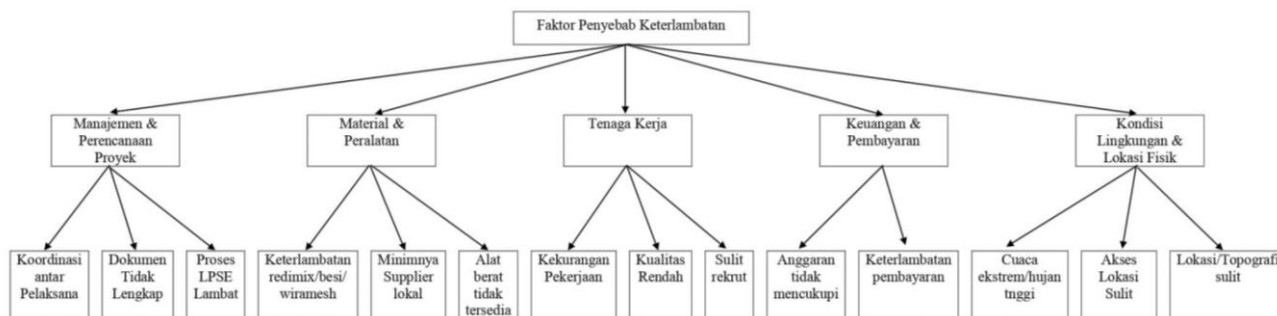 Faktor Penyebab Keterlambatan
Manajemen &
Perencanaan
Proyek
Material &
Peralatan
Tenaga Kerja
Keuangan &
Pembayaran
Kondisi
Lingkungan &
Lokasi Fisik
Koordinasi
antar
Pelaksana
Dokumen
Tidak
Lengkap
Proses
LPSE
Lambat
Keterlambatan
redimix/besi/
wiramesh
Minimnya
Supplier
lokal
Alat
berat
tidak
tersedia
Kekurangan
Pekerjaan
Kualitas
Rendah
Sulit
rekrut
Anggaran
tidak
mencukupi
Keterlambatan
pembayaran
Cuaca
ekstrem/hujan
tnggi
Akses
Lokasi
Sulit
Lokasi/Topografi
sulit